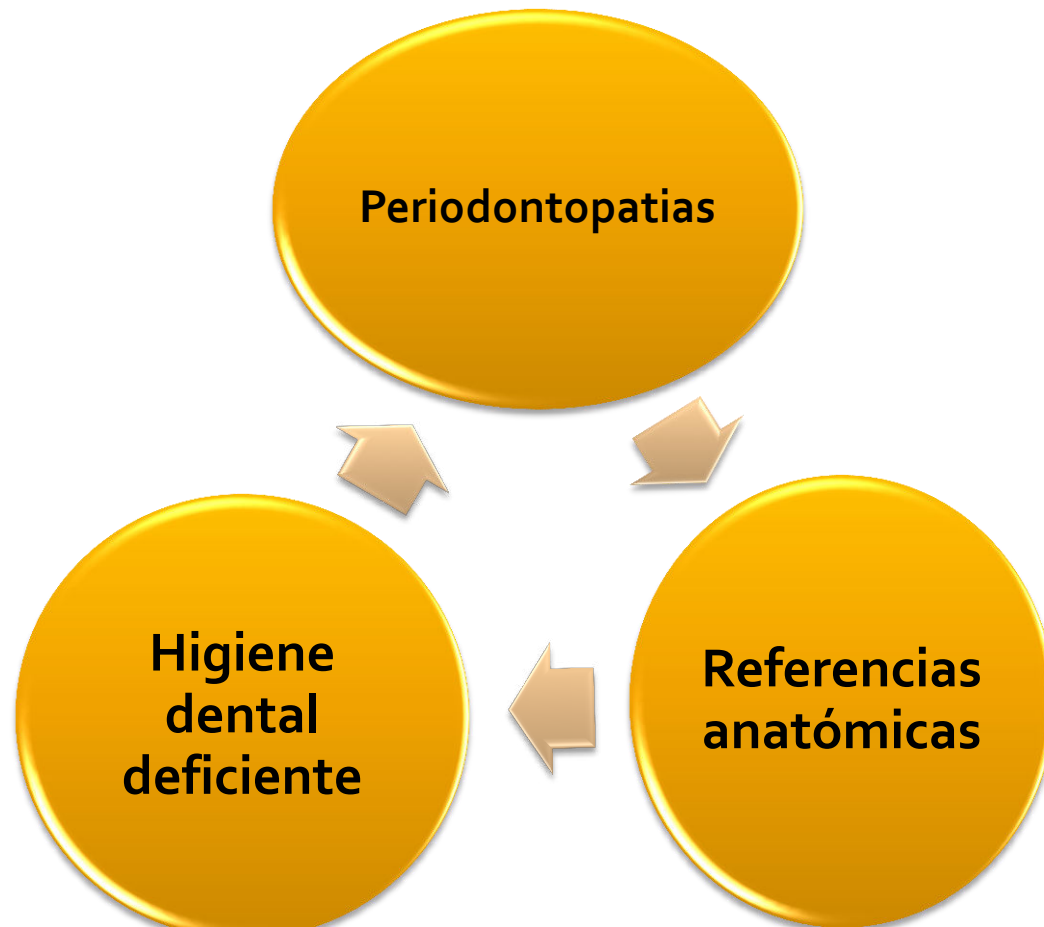 Periodontopatias
Referencias
anatómicas
Higiene
dental
deficiente